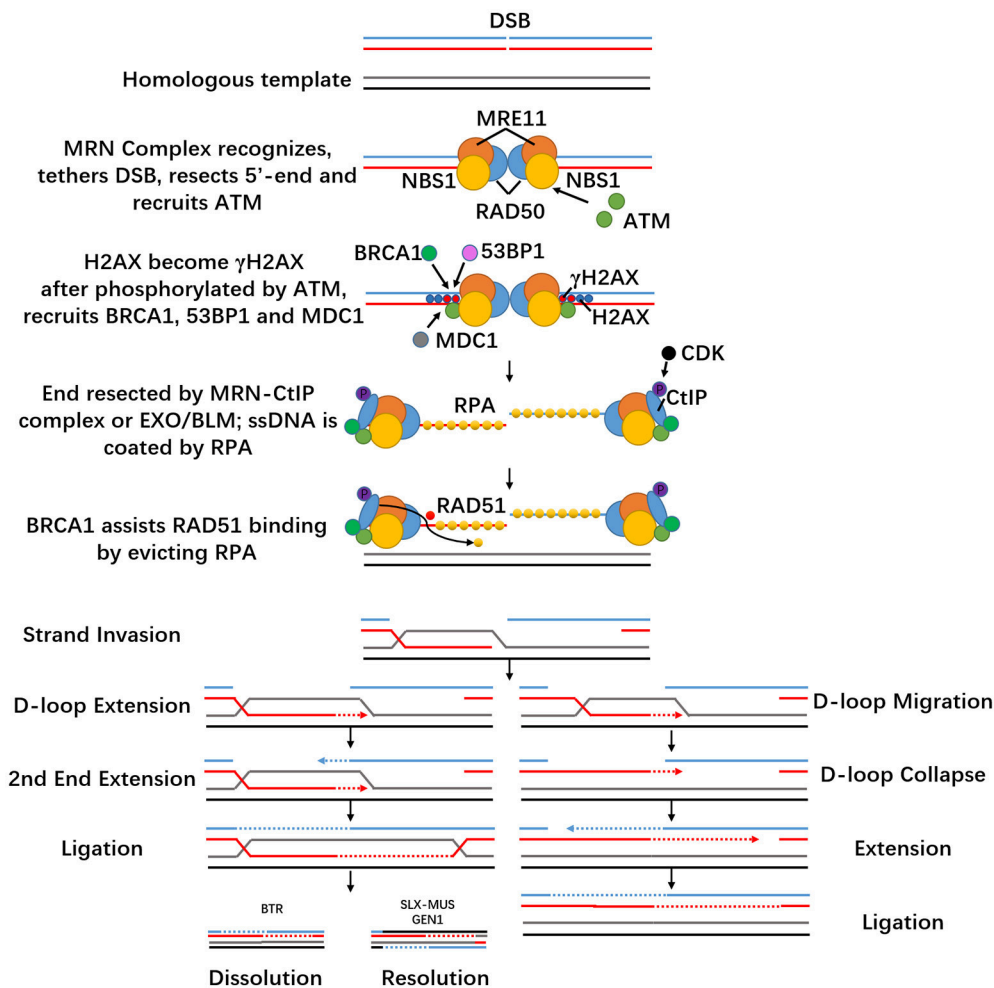 DSB
Homologous template
MRN Complex recognizes,
tethers DSB, resects 5’-end and
recruits ATM
MRE11
NBS1
NBS1
RAD50
ATM
H2AX become γH2AX
after phosphorylated by ATM,
recruits BRCA1, 53BP1 and MDC1
BRCA1
53BP1
γH2AX
H2AX
MDC1
CDK
End resected by MRN-CtIP
complex or EXO/BLM; ssDNA is
coated by RPA
P
RPA
P
CtIP
BRCA1 assists RAD51 binding
by evicting RPA
P
RAD51
P
Strand Invasion
D-loop Extension
D-loop Migration
2nd End Extension
D-loop Collapse
Ligation
Extension
BTR
SLX-MUS
GEN1
Ligation
Dissolution
Resolution